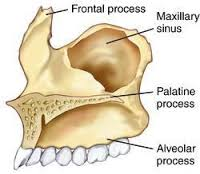 Frontal process
Maxillary
sinus
Palatine
process
Alveolar
process